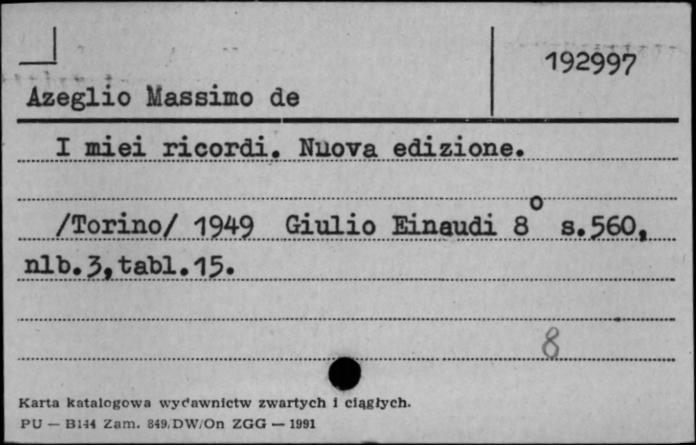 192997
Azeglio Massimo de
I miei ricordi. Nuova edizione.
/Torino/ 1949 Giulio Einaudi 8° s.560,
nlb.3,tabl.15.
8
Karta katalogowa wydawnictw zwartych i ciągłych.
PU — B144 Zam. 849/DW/On ZGG — 1991